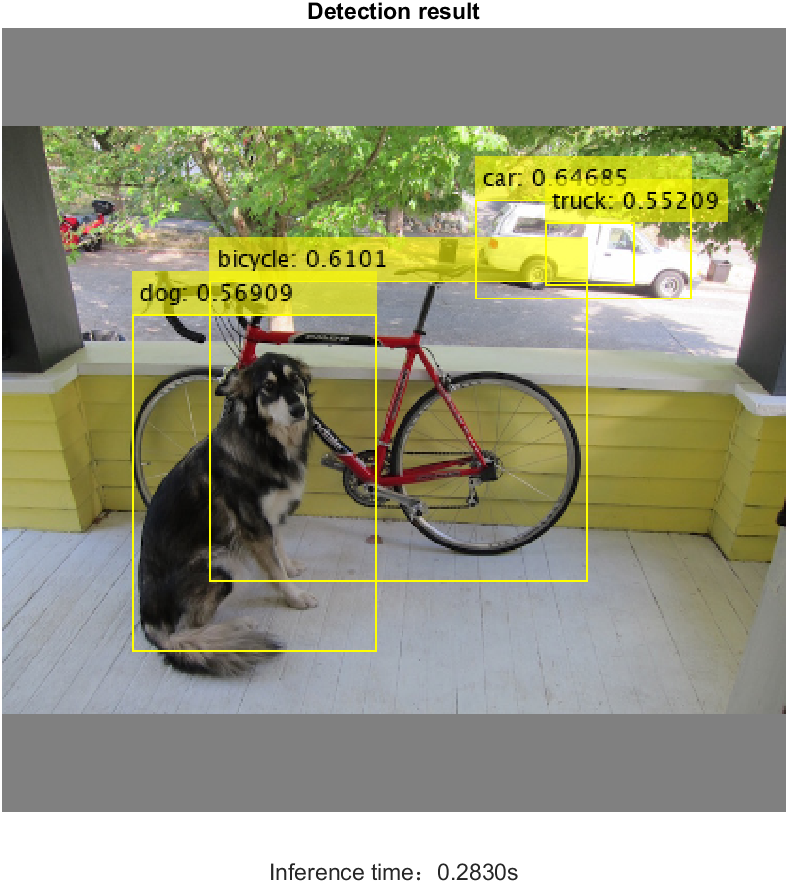 Detection result
car: 0.64685
truck: 0.55209
bicycle: 0.6101
dog: 0.56909
Inference time：0.2830s